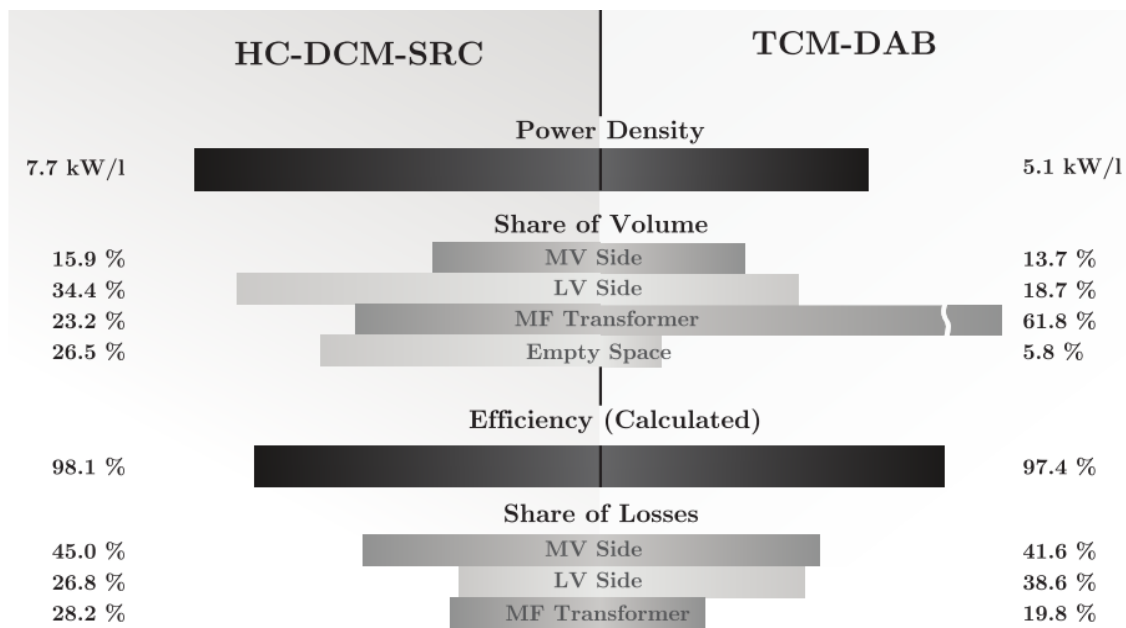 HC-DCM-SRC TCM-DAB
Power Density
7.7 kW/l 5.1 kW/l
Share of Volume
15.9 % MV Side 13.7 %
34.4 % LV Side 18.7 %
23.2 % MF Transformer 61.8 %
26.5 % Empty Space 5.8 %
Efficiency (Calculated)
98.1 % 97.4 %
Share of Losses
45.0 % MV Side 41.6 %
26.8 % LV Side 38.6 %
28.2 % MF Transformer 19.8 %